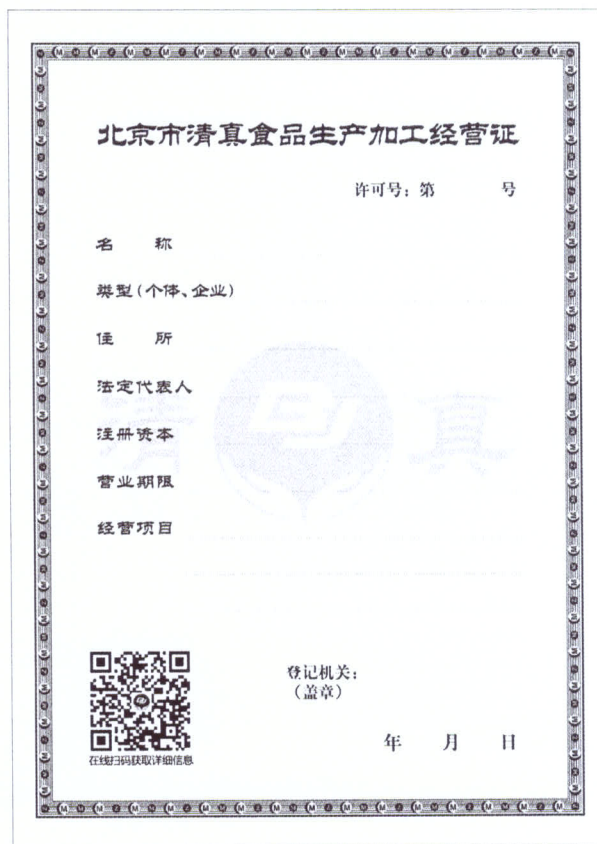 北京市清真食品生产加工经营证
许可号：第 号
名 称
类型（个体、企业）
住 所
法定代表人
清 真
注册资本
营业期限
经营项目
登记机关：
（盖章）
年 月 日
在线扫码获取详细信息